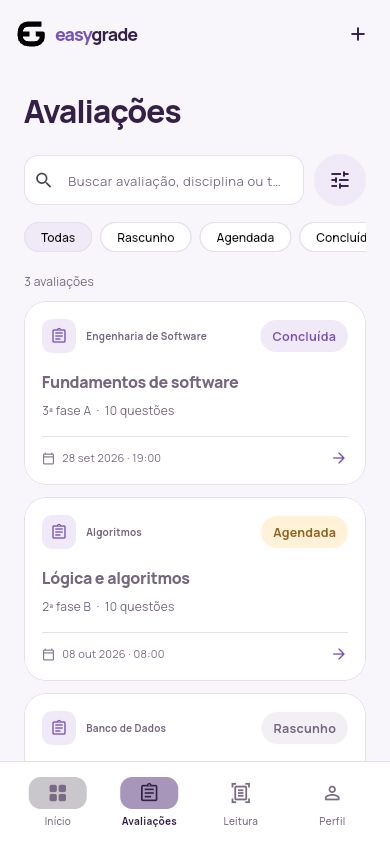 easygrade
Avaliações
Buscar avaliação, disciplina ou t...
Todas
Rascunho
Agendada
Concluíd
3 avaliações
Engenharia de Software
Concluída
Fundamentos de software
3ª fase A · 10 questões
28 set 2026 · 19:00
Algoritmos
Agendada
Lógica e algoritmos
2ª fase B · 10 questões
08 out 2026 · 08:00
Banco de Dados
Rascunho
Início
Avaliações
Leitura
Perfil